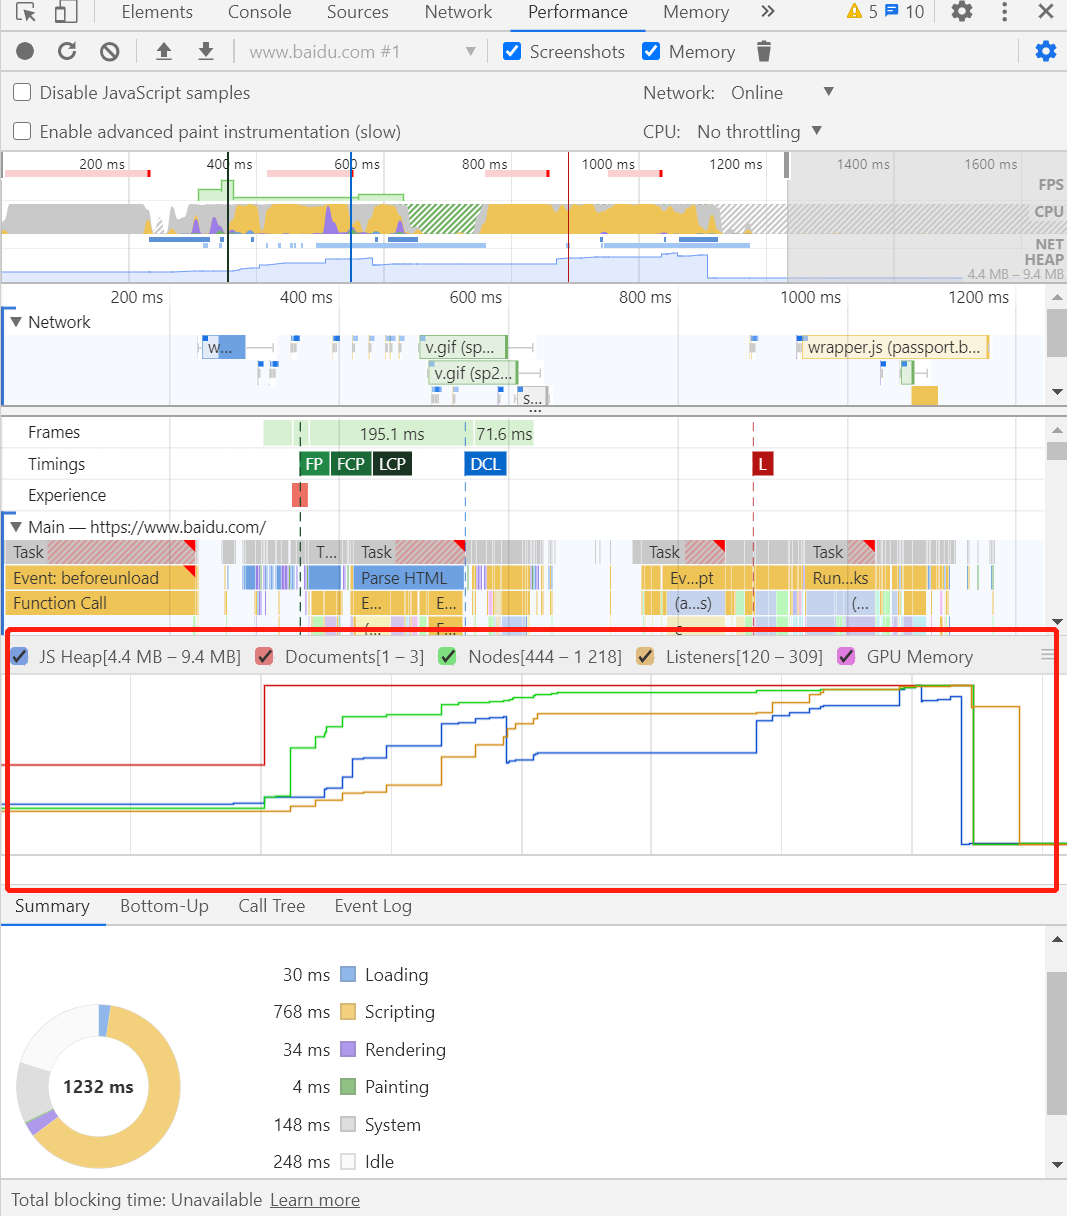 Elements Console Sources Network Performance Memory » 5 10
www.baidu.com #1 Screenshots Memory
Disable JavaScript samples Network: Online
Enable advanced paint instrumentation (slow) CPU: No throttling
200 ms 400 ms 600 ms 800 ms 1000 ms 1200 ms 1400 ms 1600 ms
FPS
CPU
NET
HEAP
4.4 MB – 9.4 MB
200 ms 400 ms 600 ms 800 ms 1000 ms 1200 ms
Network
w... v.gif (sp... wrapper.js (passport.b...
v.gif (sp2...
s...
...
Frames 195.1 ms 71.6 ms
Timings FP FCP LCP DCL L
Experience
Main — https://www.baidu.com/
Task T... Task Task Task
Event: beforeunload Parse HTML Ev...pt Run...ks
Function Call E... E... (a...s) (...
JS Heap[4.4 MB – 9.4 MB] Documents[1 – 3] Nodes[444 – 1 218] Listeners[120 – 309] GPU Memory
Summary Bottom-Up Call Tree Event Log
30 ms Loading
768 ms Scripting
34 ms Rendering
1232 ms
4 ms Painting
148 ms System
248 ms Idle
Total blocking time: Unavailable Learn more